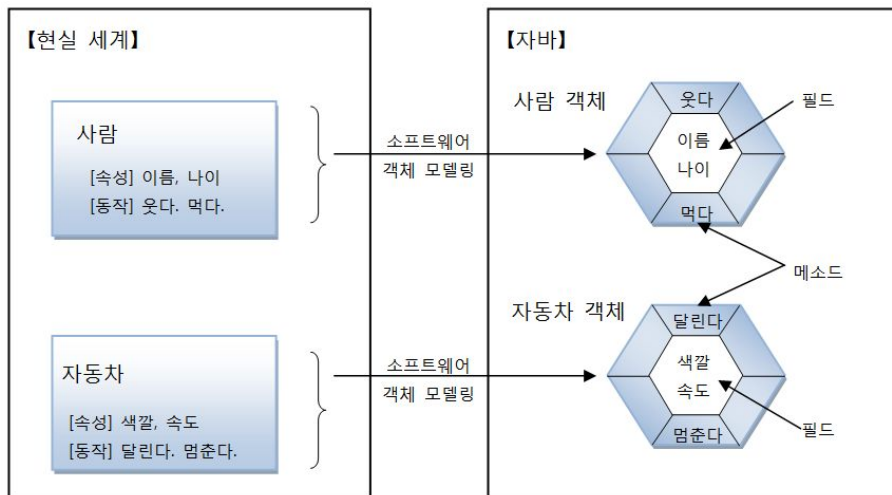 【현실 세계】
사람
[속성] 이름, 나이
[동작] 웃다. 먹다.
자동차
[속성] 색깔, 속도
[동작] 달린다. 멈춘다.
소프트웨어
객체 모델링
소프트웨어
객체 모델링
【자바】
사람 객체
웃다
이름
나이
먹다
필드
메소드
자동차 객체
달린다
색깔
속도
멈춘다
필드